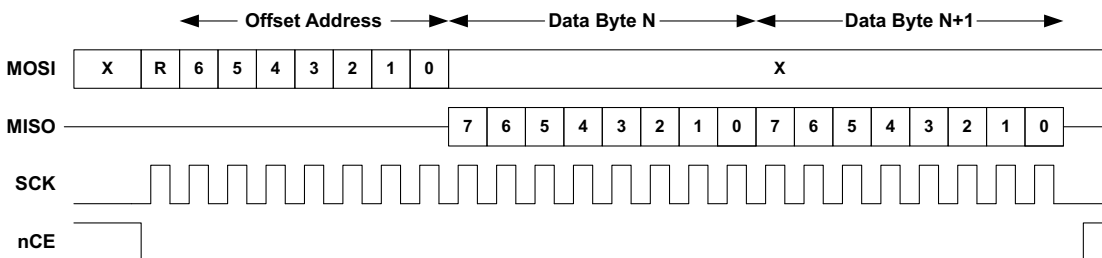 Offset Address Data Byte N Data Byte N+1
MOSI X R 6 5 4 3 2 1 0 X
MISO 7 6 5 4 3 2 1 0 7 6 5 4 3 2 1 0
SCK
nCE